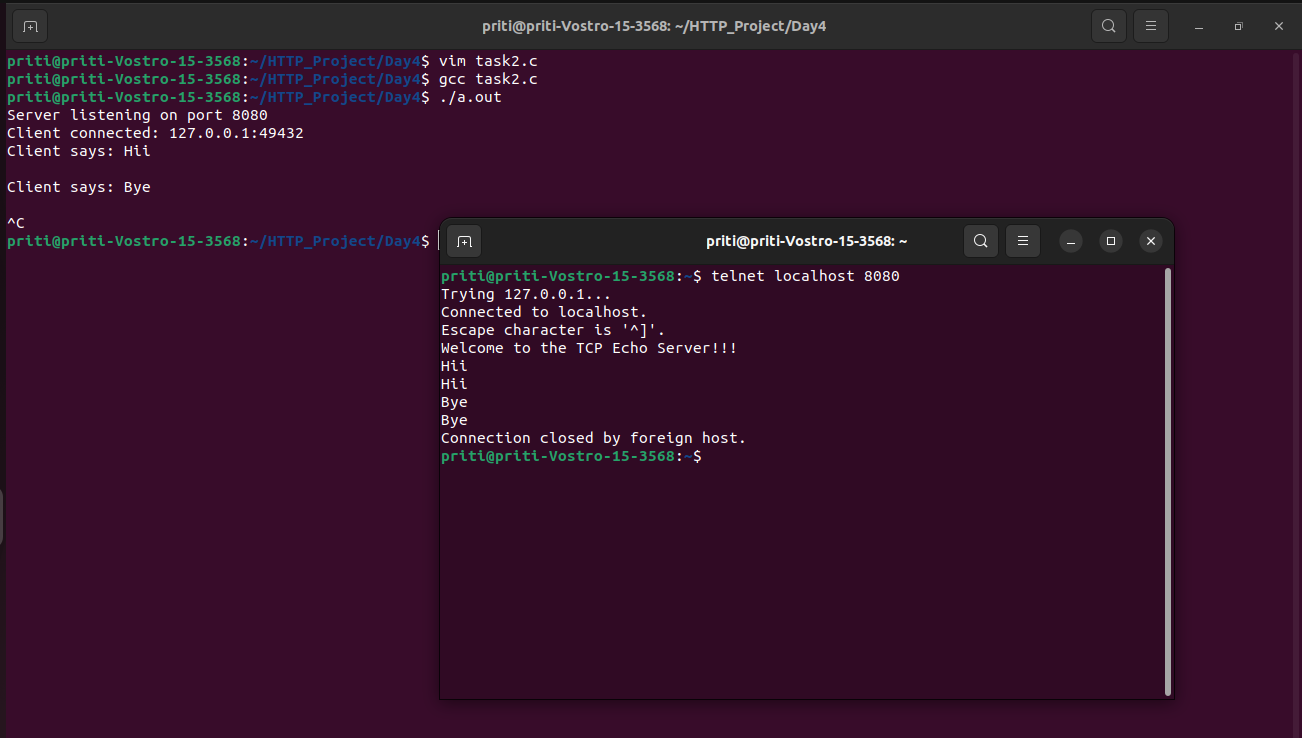 priti@priti-Vostro-15-3568: ~/HTTP_Project/Day4
priti@priti-Vostro-15-3568:~/HTTP_Project/Day4$ vim task2.c
priti@priti-Vostro-15-3568:~/HTTP_Project/Day4$ gcc task2.c
priti@priti-Vostro-15-3568:~/HTTP_Project/Day4$ ./a.out
Server listening on port 8080
Client connected: 127.0.0.1:49432
Client says: Hii
Client says: Bye
^C
priti@priti-Vostro-15-3568:~/HTTP_Project/Day4$
priti@priti-Vostro-15-3568: ~
priti@priti-Vostro-15-3568:~$ telnet localhost 8080
Trying 127.0.0.1...
Connected to localhost.
Escape character is '^]'.
Welcome to the TCP Echo Server!!!
Hii
Hii
Bye
Bye
Connection closed by foreign host.
priti@priti-Vostro-15-3568:~$